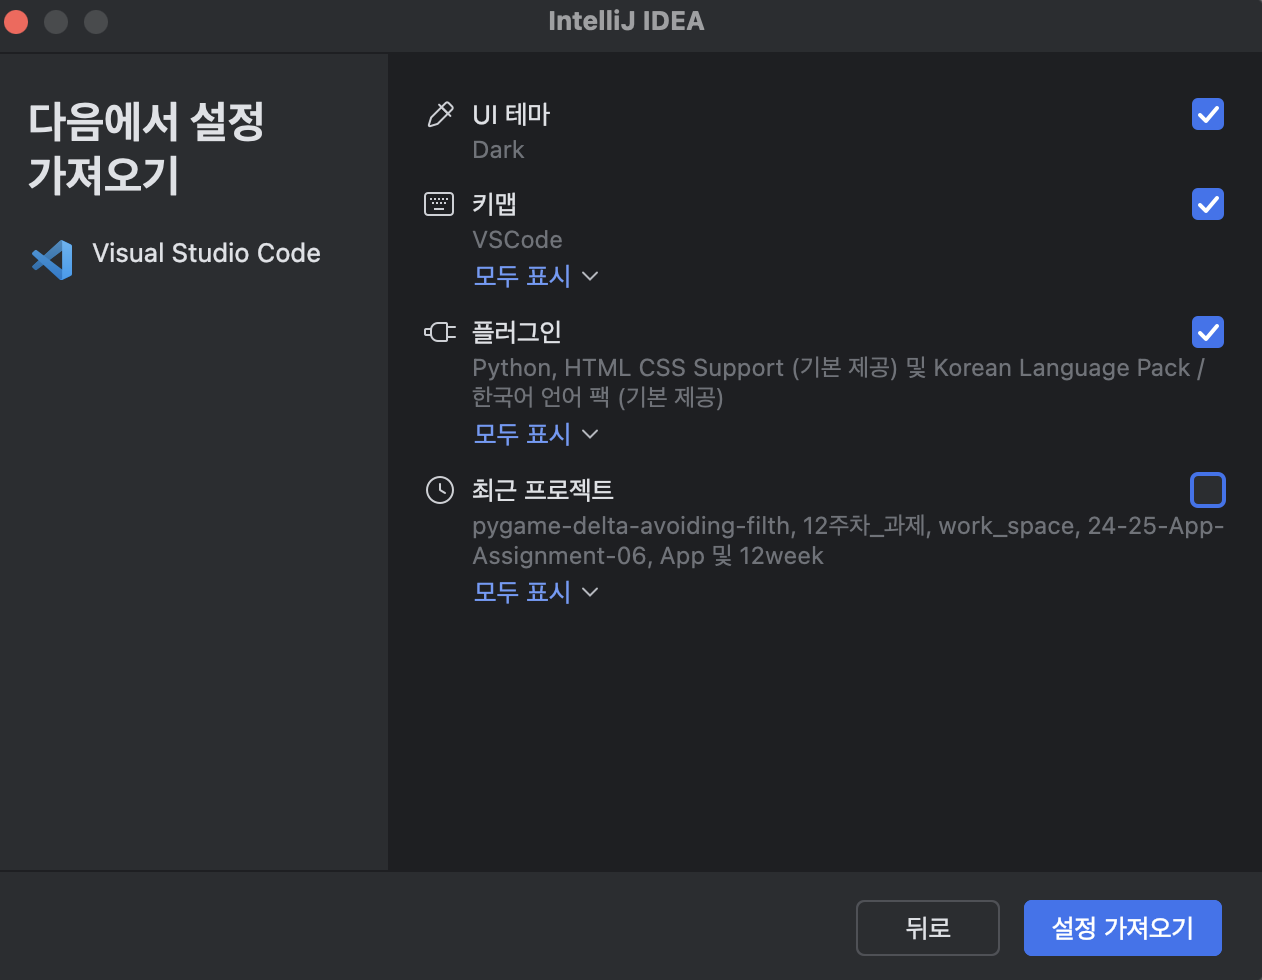 IntelliJ IDEA
다음에서 설정
가져오기
Visual Studio Code
UI 테마
Dark
키맵
VSCode
모두 표시
플러그인
Python, HTML CSS Support (기본 제공) 및 Korean Language Pack /
한국어 언어 팩 (기본 제공)
모두 표시
최근 프로젝트
pygame-delta-avoiding-filth, 12주차_과제, work_space, 24-25-App-
Assignment-06, App 및 12week
모두 표시
뒤로
설정 가져오기